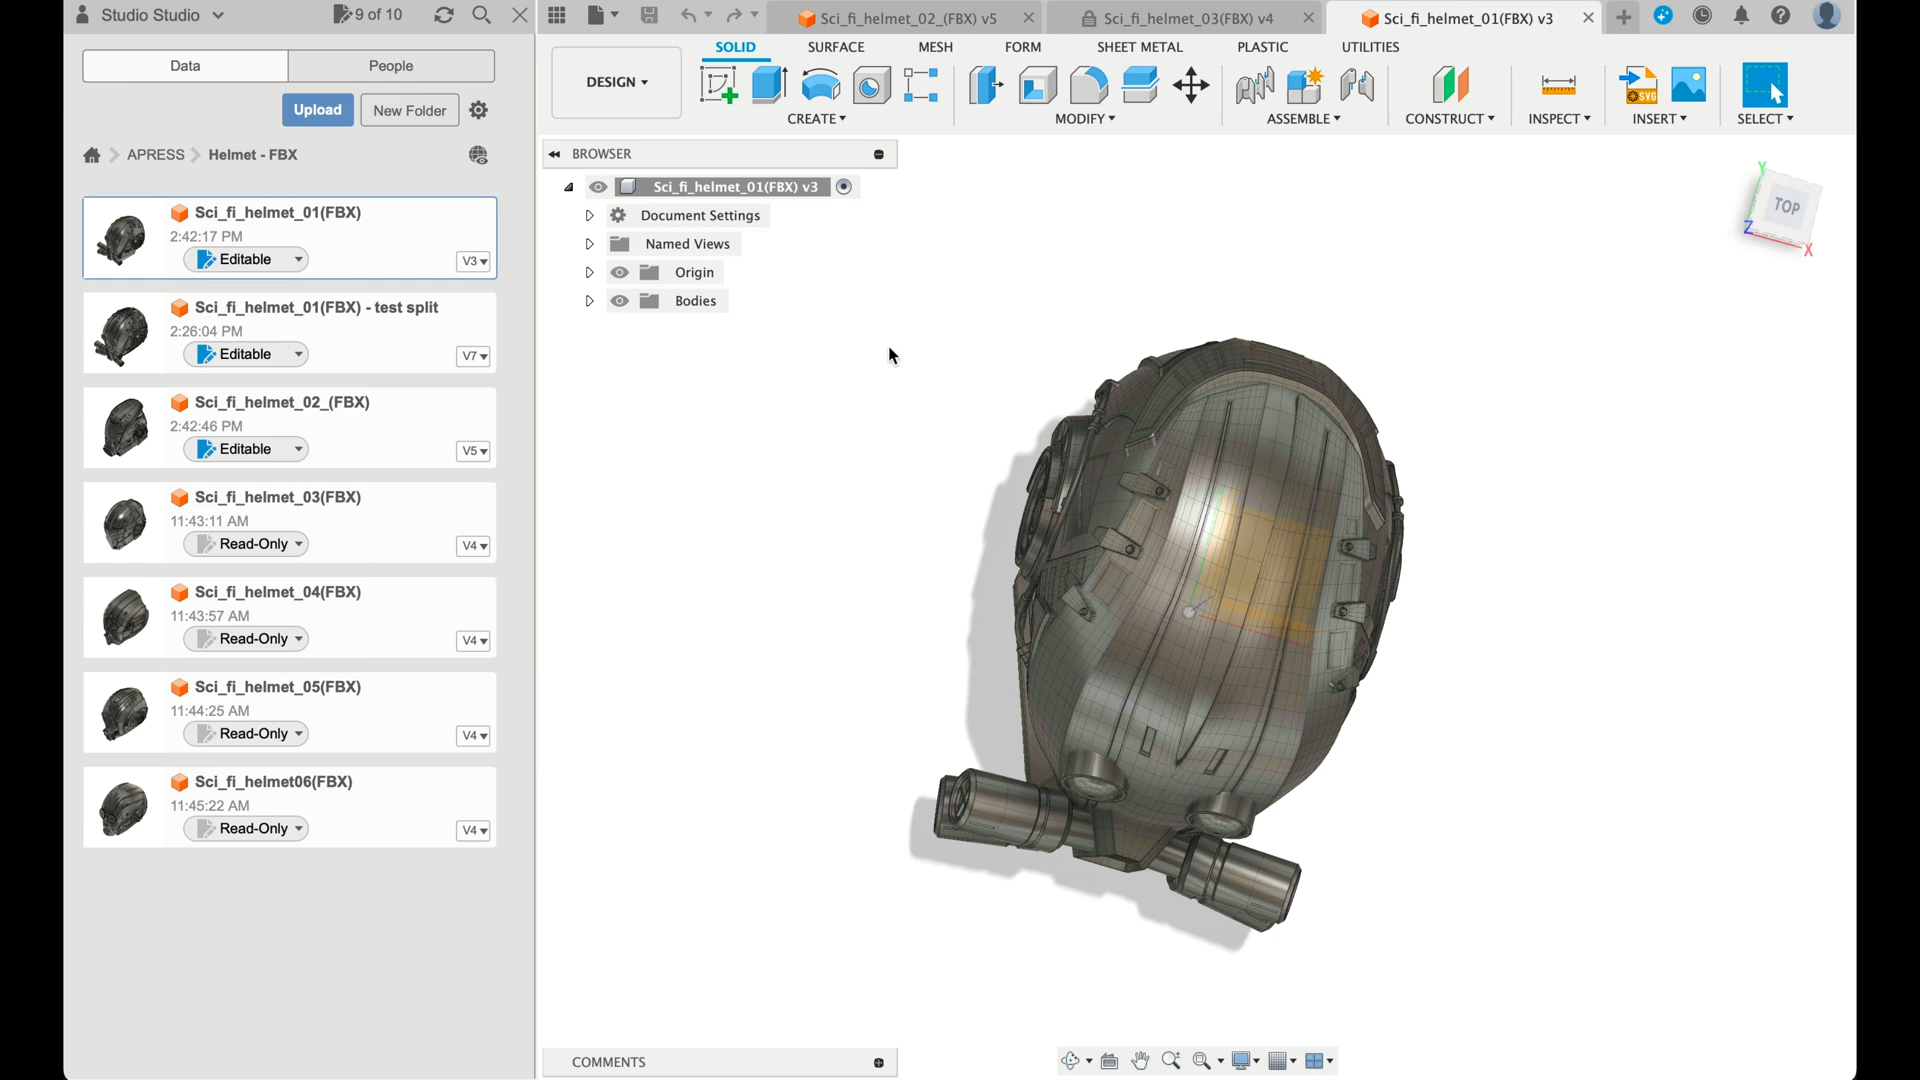 Studio Studio
9 of 10
Sci_fi_helmet_02_(FBX) v5
Sci_fi_helmet_03(FBX) v4
Sci_fi_helmet_01(FBX) v3
Data
People
Upload
New Folder
APRESS
Helmet - FBX
DESIGN
SOLID
SURFACE
MESH
FORM
SHEET METAL
PLASTIC
UTILITIES
SVG
CREATE
MODIFY
ASSEMBLE
CONSTRUCT
INSPECT
INSERT
SELECT
BROWSER
Sci_fi_helmet_01(FBX) v3
Document Settings
Named Views
Origin
Bodies
Sci_fi_helmet_01(FBX)
2:42:17 PM
Editable
V3
Sci_fi_helmet_01(FBX) - test split
2:26:04 PM
Editable
V7
Sci_fi_helmet_02_(FBX)
2:42:46 PM
Editable
V5
Sci_fi_helmet_03(FBX)
11:43:11 AM
Read-Only
V4
Sci_fi_helmet_04(FBX)
11:43:57 AM
Read-Only
V4
Sci_fi_helmet_05(FBX)
11:44:25 AM
Read-Only
V4
Sci_fi_helmet06(FBX)
11:45:22 AM
Read-Only
V4
Y
TOP
Z
X
COMMENTS